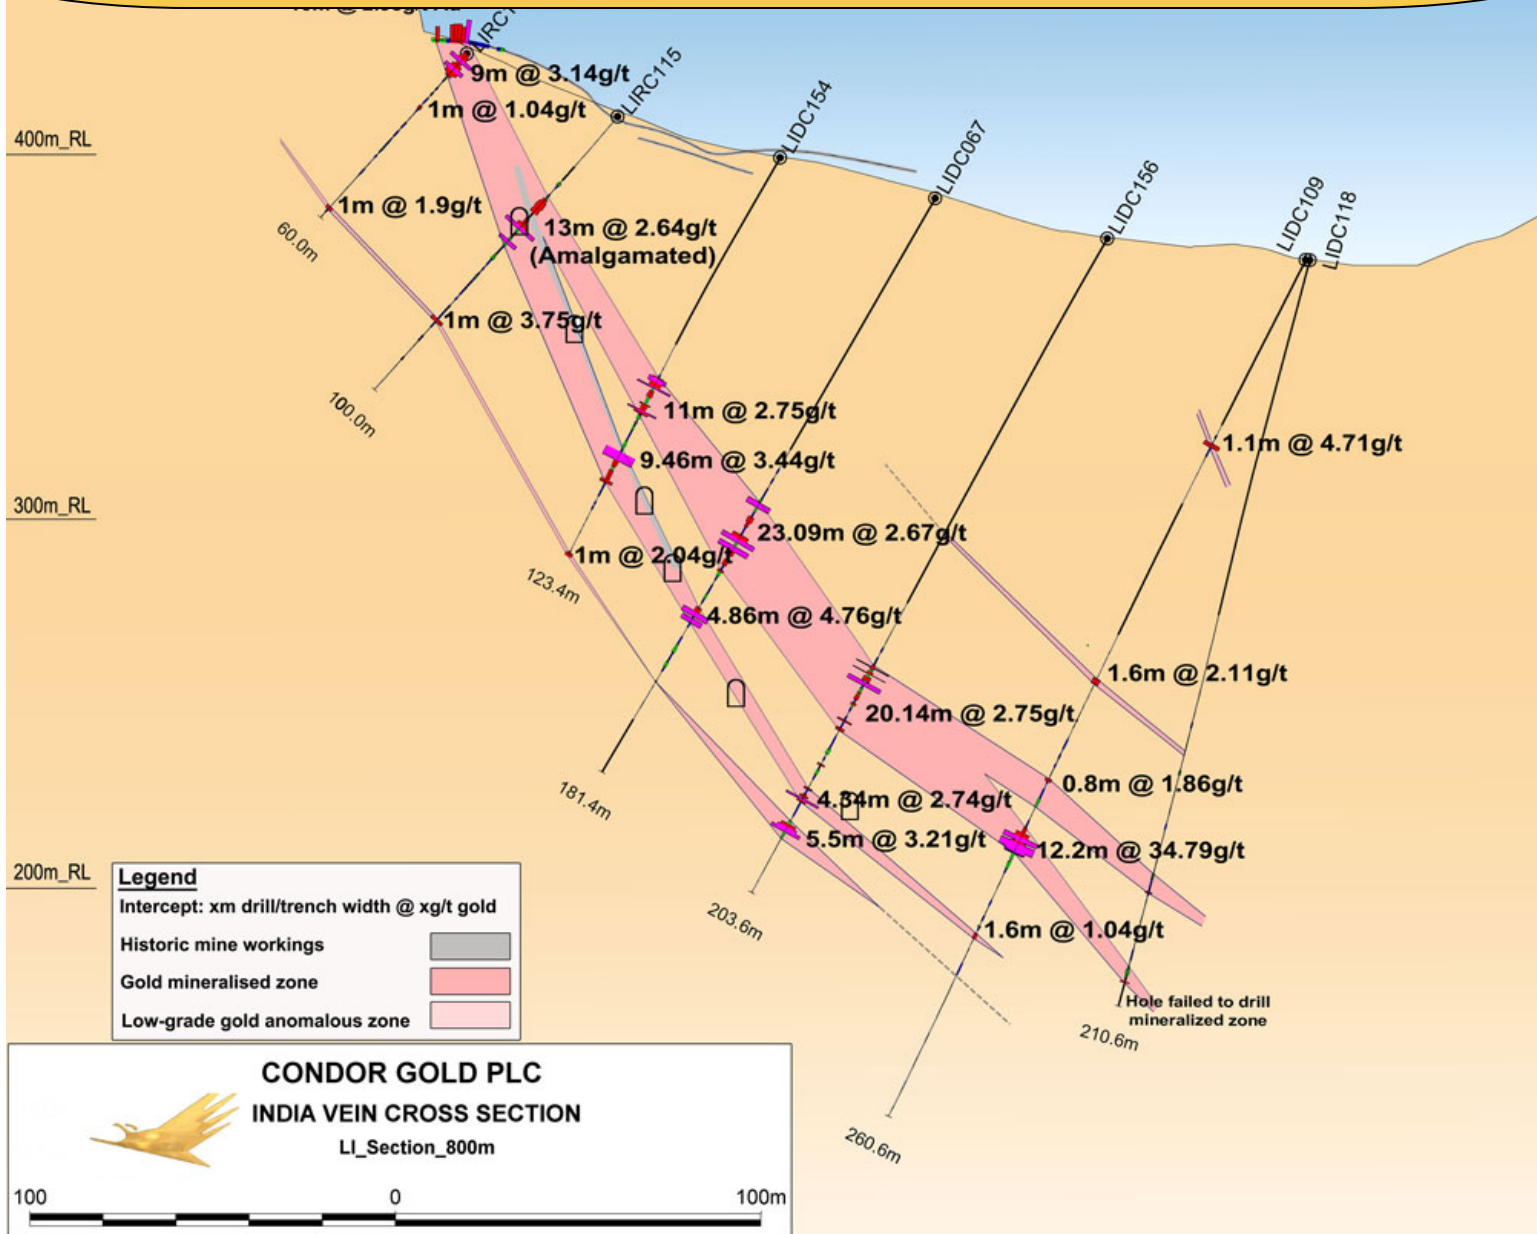 9m @ 3.14g/t
LIRC115
1m @ 1.04g/t
LIDC154
LIDC067
400m_RL
LIDC156
1m @ 1.9g/t
LIDC109
LIDC118
60.0m
13m @ 2.64g/t
(Amalgamated)
1m @ 3.75g/t
100.0m
11m @ 2.75g/t
1.1m @ 4.71g/t
9.46m @ 3.44g/t
300m_RL
23.09m @ 2.67g/t
1m @ 2.04g/t
123.4m
4.86m @ 4.76g/t
1.6m @ 2.11g/t
20.14m @ 2.75g/t
181.4m
0.8m @ 1.86g/t
4.34m @ 2.74g/t
5.5m @ 3.21g/t
12.2m @ 34.79g/t
200m_RL
203.6m
1.6m @ 1.04g/t
Hole failed to drill
mineralized zone
210.6m
260.6m
Legend
Intercept: xm drill/trench width @ xg/t gold
Historic mine workings
Gold mineralised zone
Low-grade gold anomalous zone
CONDOR GOLD PLC
INDIA VEIN CROSS SECTION
LI_Section_800m
100 0 100m